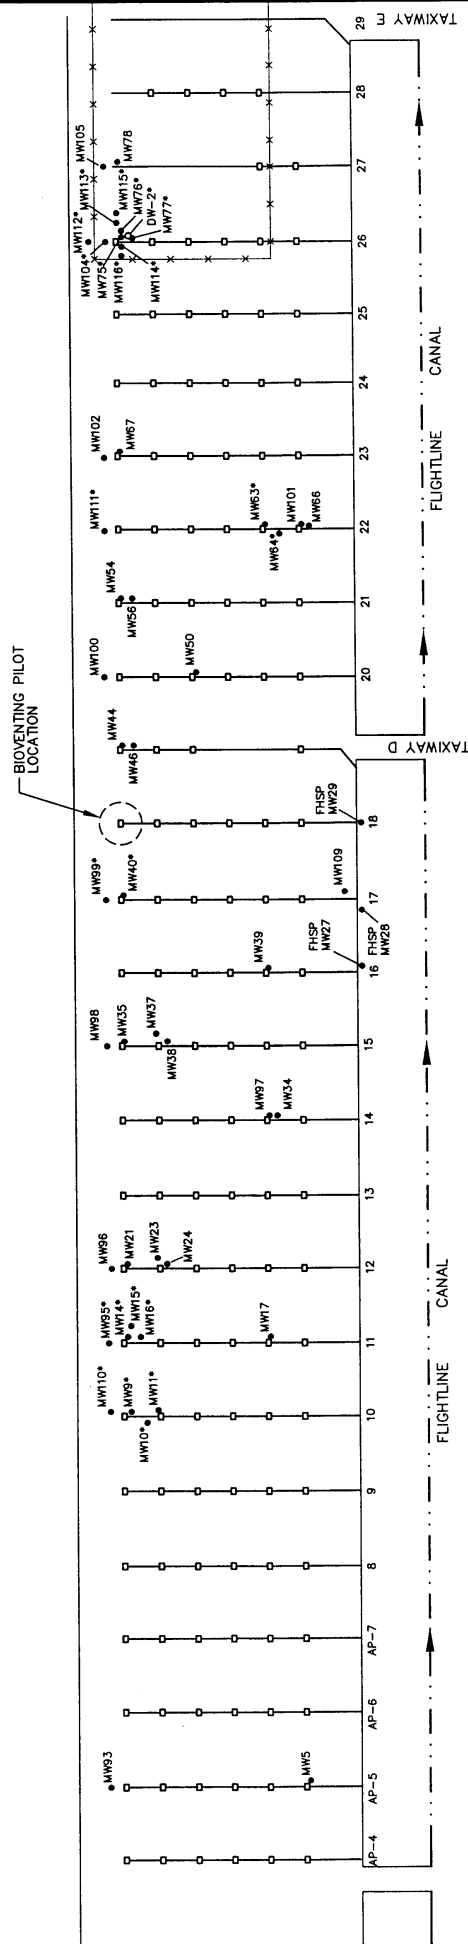 TAXIWAY E
29
28
MW105
MW78
27
MW112*
MW113*
MW115*
MW76*
DW-2*
MW77*
MW104*
MW75*
MW116*
MW114*
26
25
24
MW102
MW67
23
MW111*
MW63*
MW64*
MW101
MW66
22
FLIGHTLINE CANAL
MW54
MW56
21
MW100
MW50
20
BIOVENTING PILOT
LOCATION
MW44
MW46
TAXIWAY D
FHSP
MW29
18
MW99*
MW40*
MW109
17
FHSP
MW28
MW39
FHSP
MW27
16
MW98
MW35
MW37
MW38
15
MW97
MW34
14
13
MW96
MW21
MW23
MW24
12
MW95*
MW14*
MW15*
MW16*
MW17
11
FLIGHTLINE CANAL
MW110*
MW9*
MW10*
MW11*
10
9
8
AP-7
AP-6
MW93
MW5
AP-5
AP-4